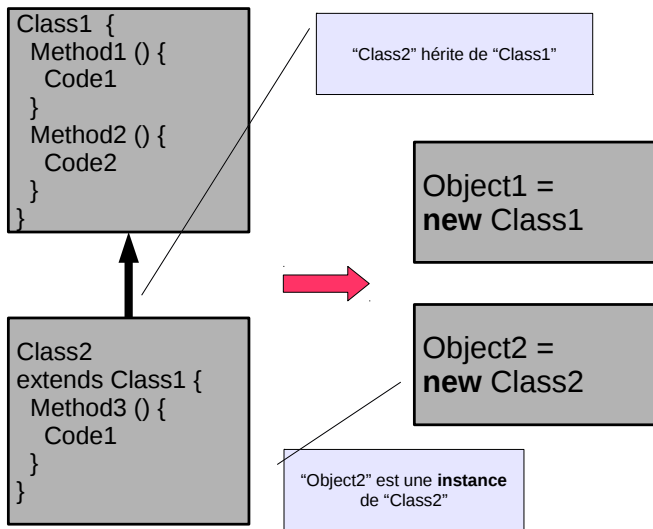 Class1  {
Method1 () {
Code1
}
Method2 () {
Code2
}
}
“Class2” hérite de “Class1”
Object1 =
new Class1
Class2
extends Class1 {
Method3 () {
Code1
}
}
Object2 =
new Class2
“Object2” est une instance
de “Class2”